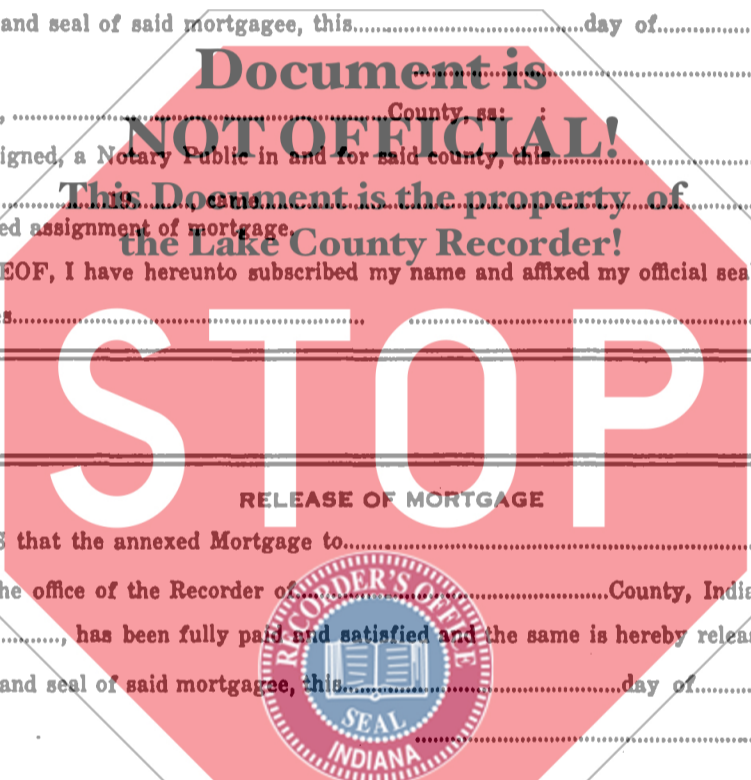 and seal of said mortgagee, this..............................day of................
Document is
, ..................................................County, ss:
NOT OFFICIAL!
igned, a Notary Public in and for said county, this..........................
This Document is the property of
19........, came
ed assignment of mortgage.
the Lake County Recorder!
EOF, I have hereunto subscribed my name and affixed my official sea
s..................................................
STOP
RELEASE OF MORTGAGE
S that the annexed Mortgage to..................................................
he office of the Recorder of..................................................County, India
.........., has been fully paid and satisfied and the same is hereby releas
and seal of said mortgagee, this........................................day of..........
RECORDER'S OFFICE
SEAL
INDIANA